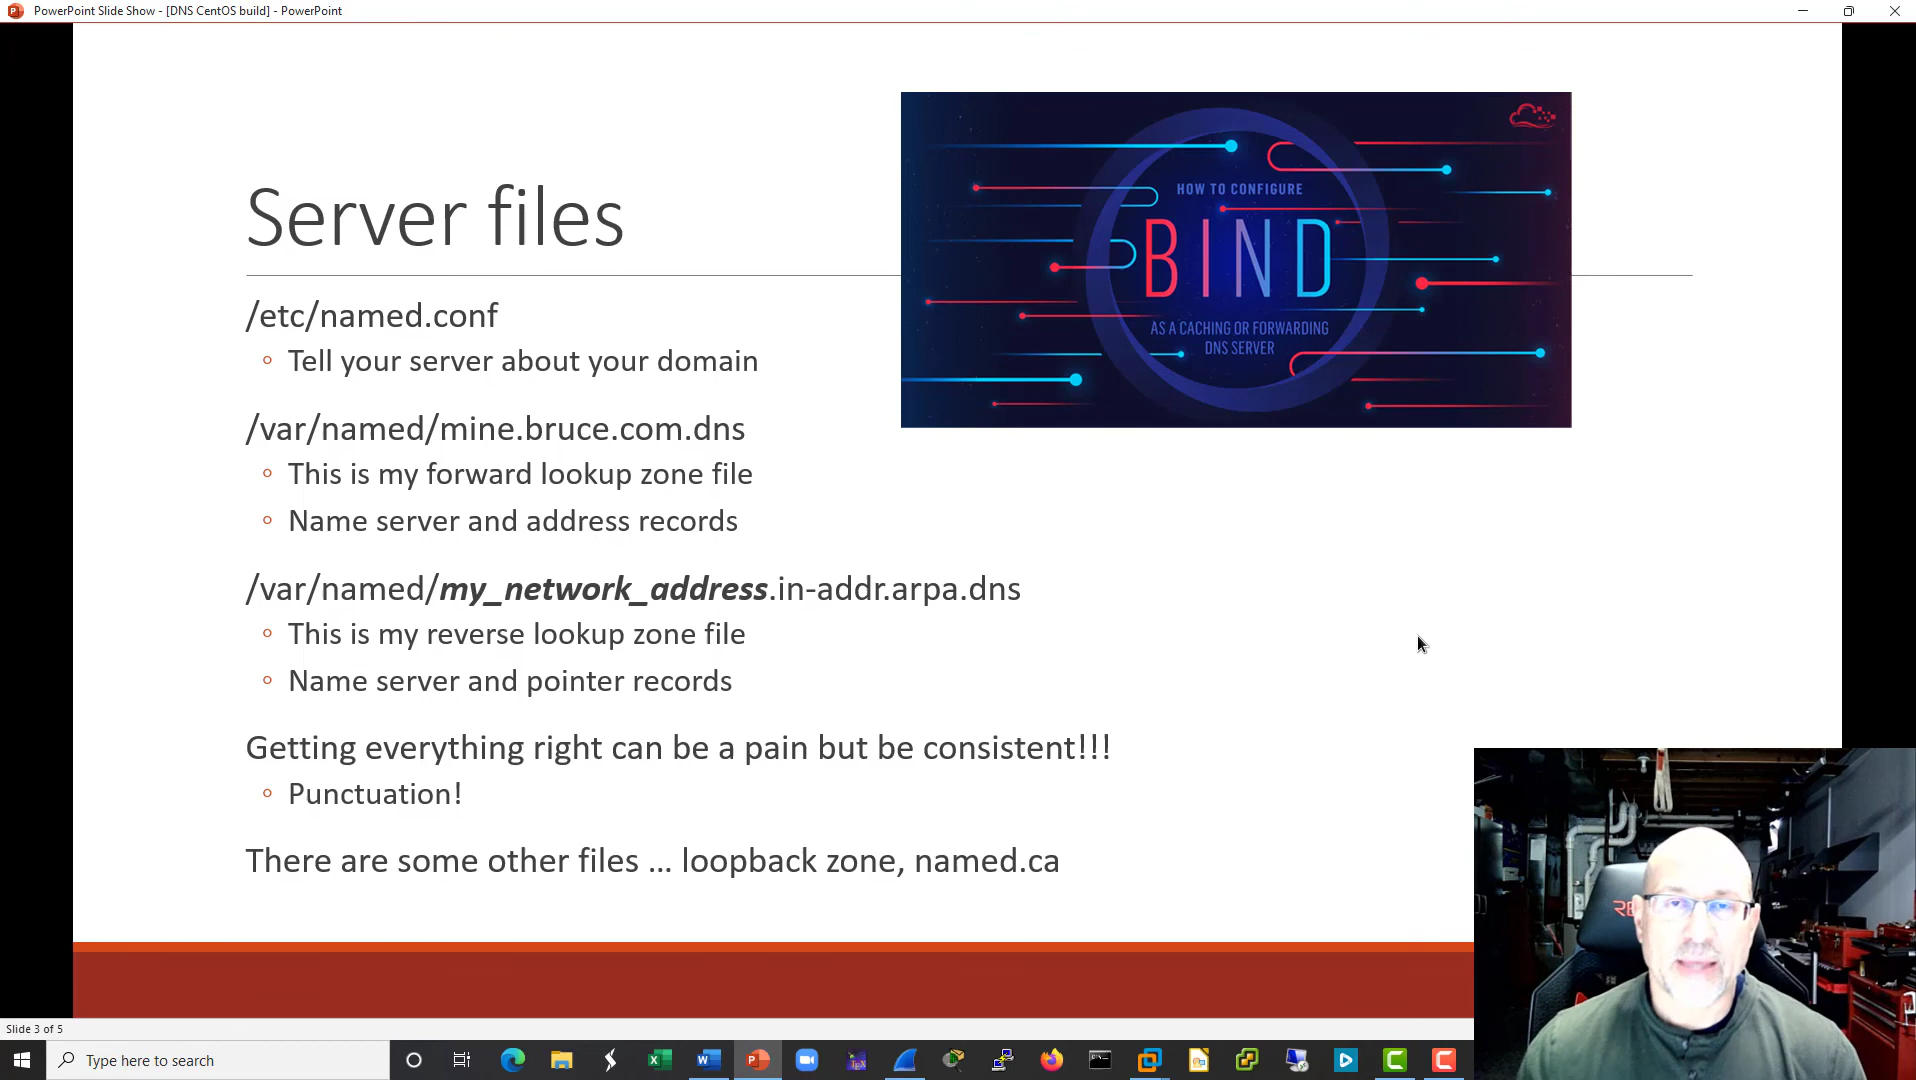 PowerPoint Slide Show - [DNS CentOS build] - PowerPoint
HOW TO CONFIGURE
BIND
AS A CACHING OR FORWARDING
DNS SERVER
Server files
/etc/named.conf
Tell your server about your domain
/var/named/mine.bruce.com.dns
This is my forward lookup zone file
Name server and address records
/var/named/my_network_address.in-addr.arpa.dns
This is my reverse lookup zone file
Name server and pointer records
Getting everything right can be a pain but be consistent!!!
Punctuation!
There are some other files … loopback zone, named.ca
Slide 3 of 5
Type here to search